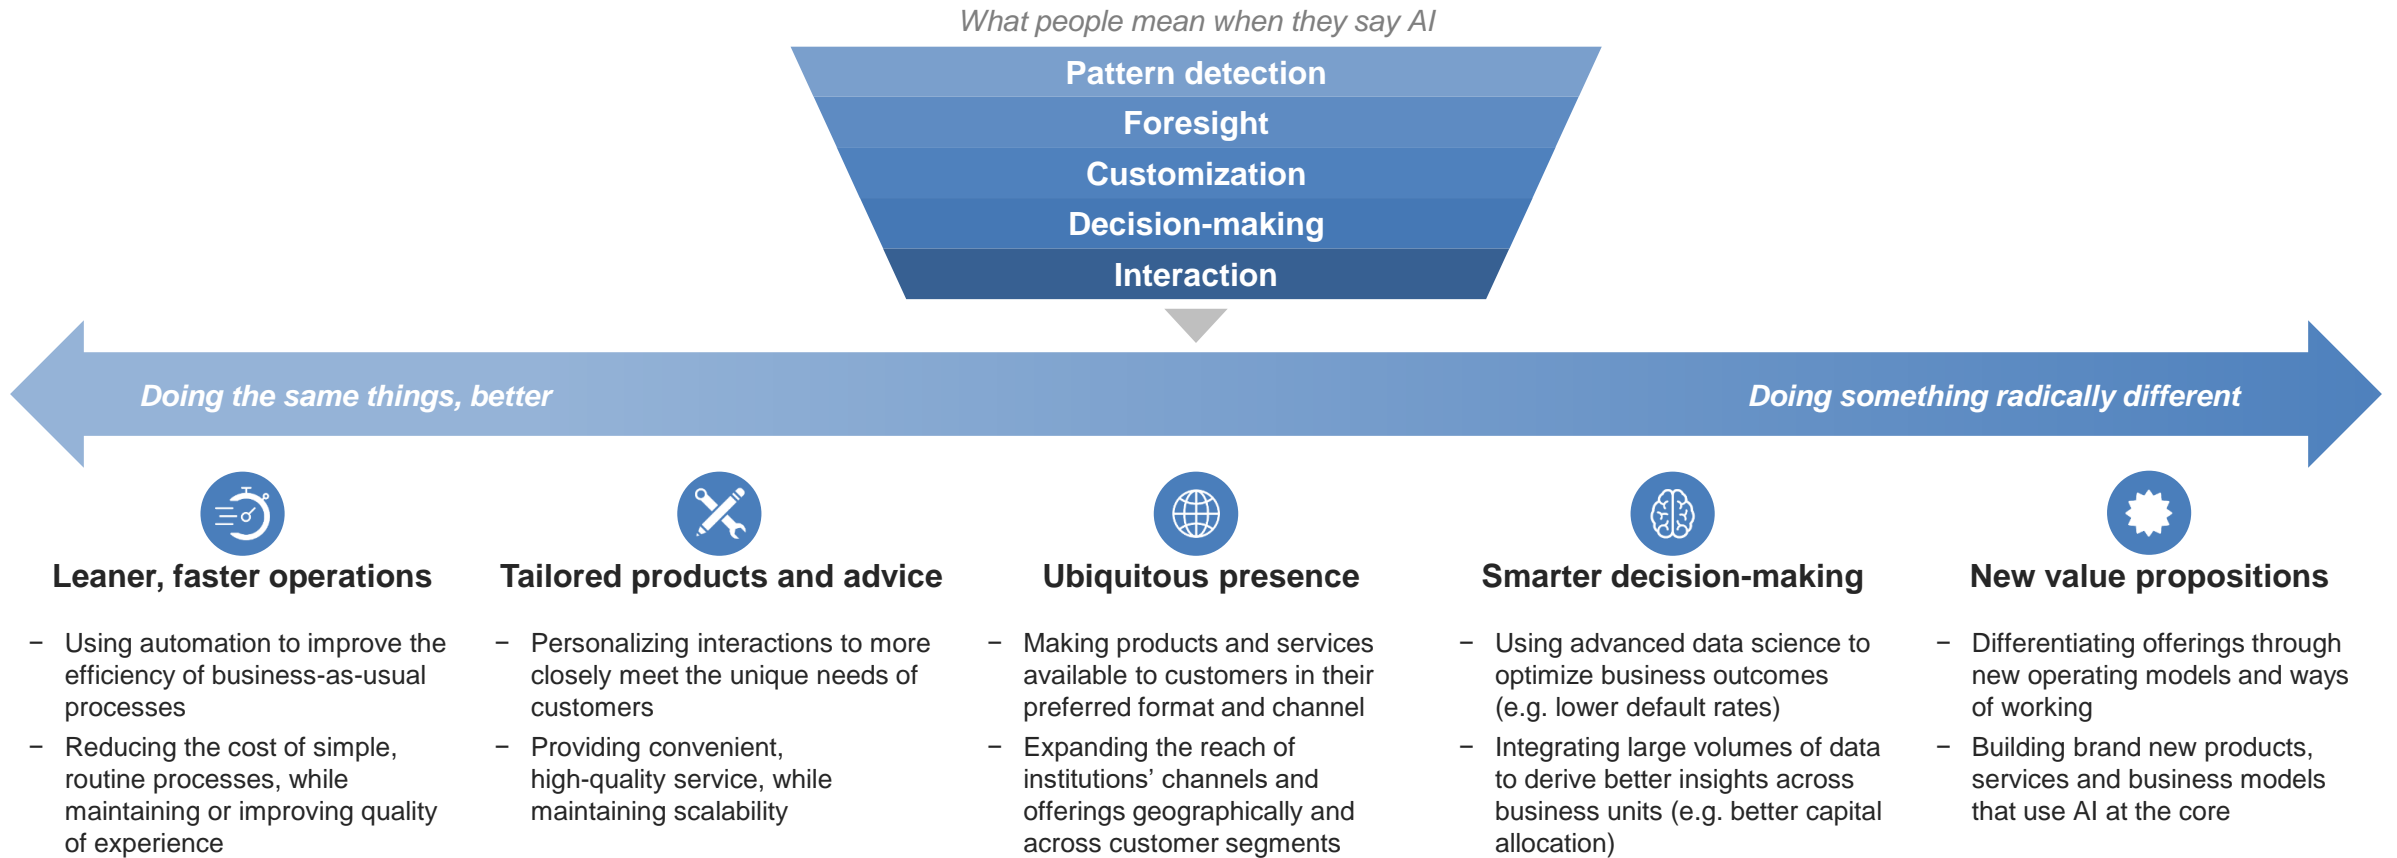 What people mean when they say AI
Pattern detection
Foresight
Customization
Decision-making
Interaction
Doing the same things, better
Doing something radically different
Leaner, faster operations
− Using automation to improve the
efficiency of business-as-usual
processes
− Reducing the cost of simple,
routine processes, while
maintaining or improving quality
of experience
Tailored products and advice
− Personalizing interactions to more
closely meet the unique needs of
customers
− Providing convenient,
high-quality service, while
maintaining scalability
Ubiquitous presence
− Making products and services
available to customers in their
preferred format and channel
− Expanding the reach of
institutions’ channels and
offerings geographically and
across customer segments
Smarter decision-making
− Using advanced data science to
optimize business outcomes
(e.g. lower default rates)
− Integrating large volumes of data
to derive better insights across
business units (e.g. better capital
allocation)
New value propositions
− Differentiating offerings through
new operating models and ways
of working
− Building brand new products,
services and business models
that use AI at the core